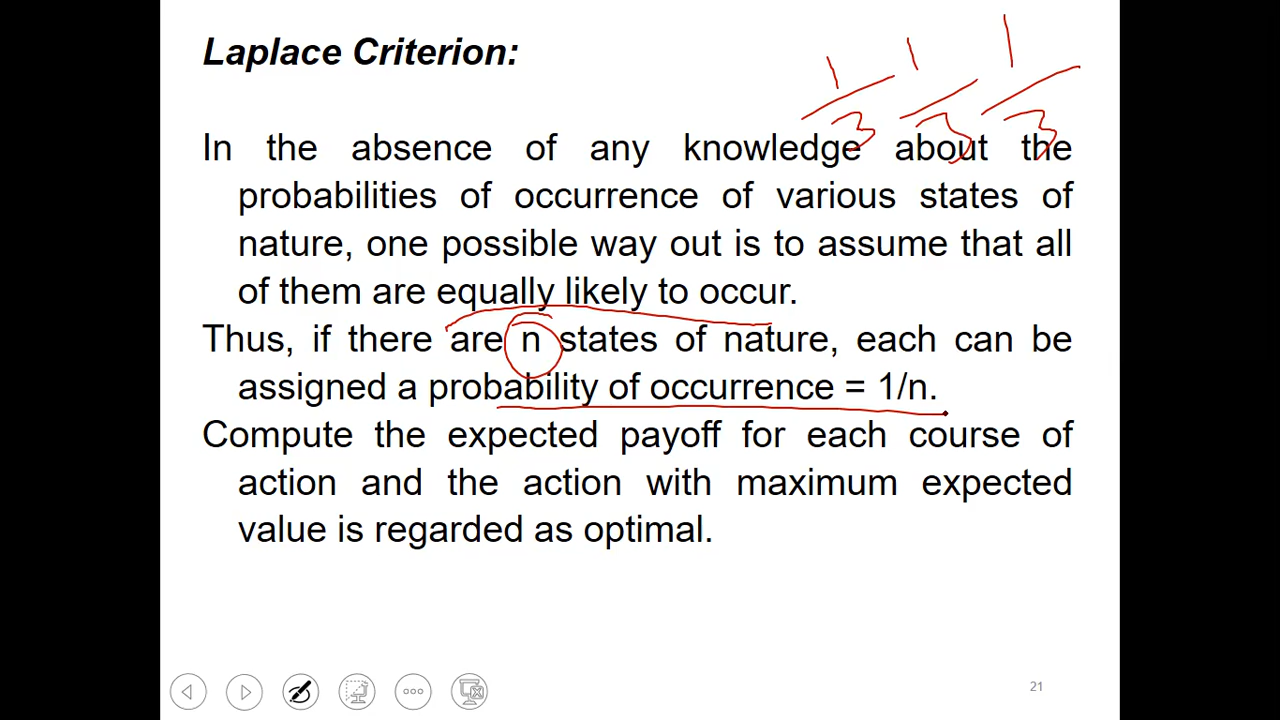 Laplace Criterion:
1/3 1/3 1/3
In the absence of any knowledge about the
probabilities of occurrence of various states of
nature, one possible way out is to assume that all
of them are equally likely to occur.
Thus, if there are n states of nature, each can be
assigned a probability of occurrence = 1/n.
Compute the expected payoff for each course of
action and the action with maximum expected
value is regarded as optimal.
21